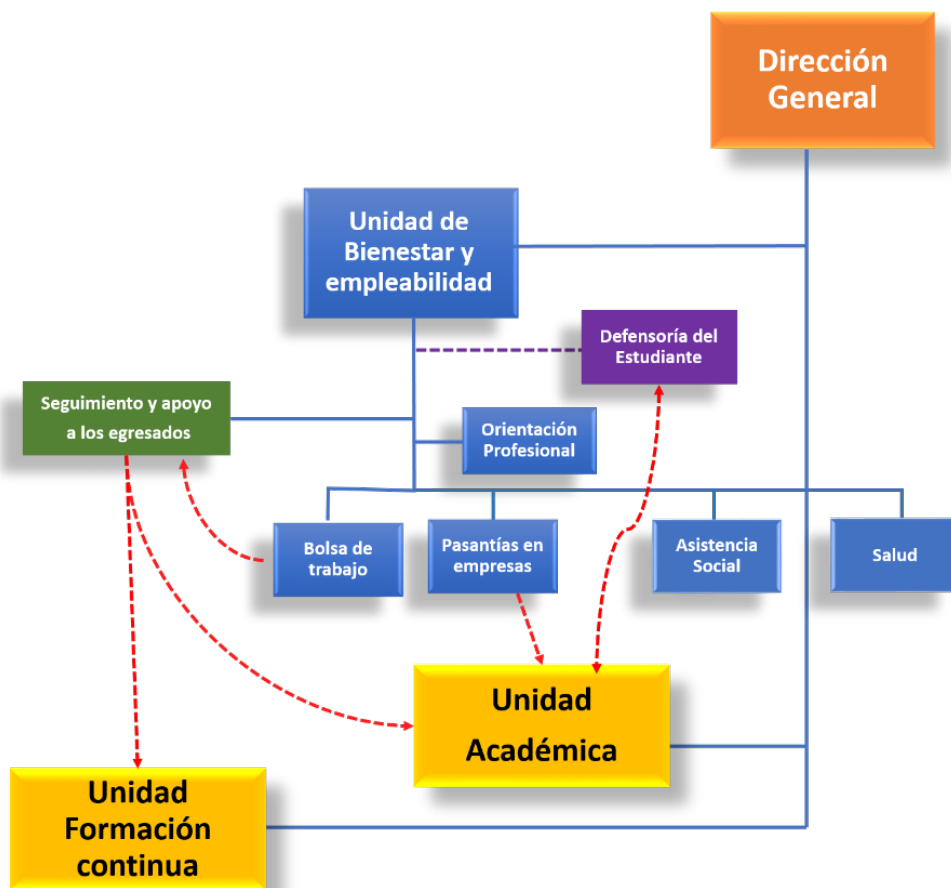 Dirección
General
Unidad de
Bienestar y
empleabilidad
Defensoría del
Estudiante
Seguimiento y apoyo
a los egresados
Orientación
Profesional
Bolsa de
trabajo
Pasantías en
empresas
Asistencia
Social
Salud
Unidad
Académica
Unidad
Formación
continua